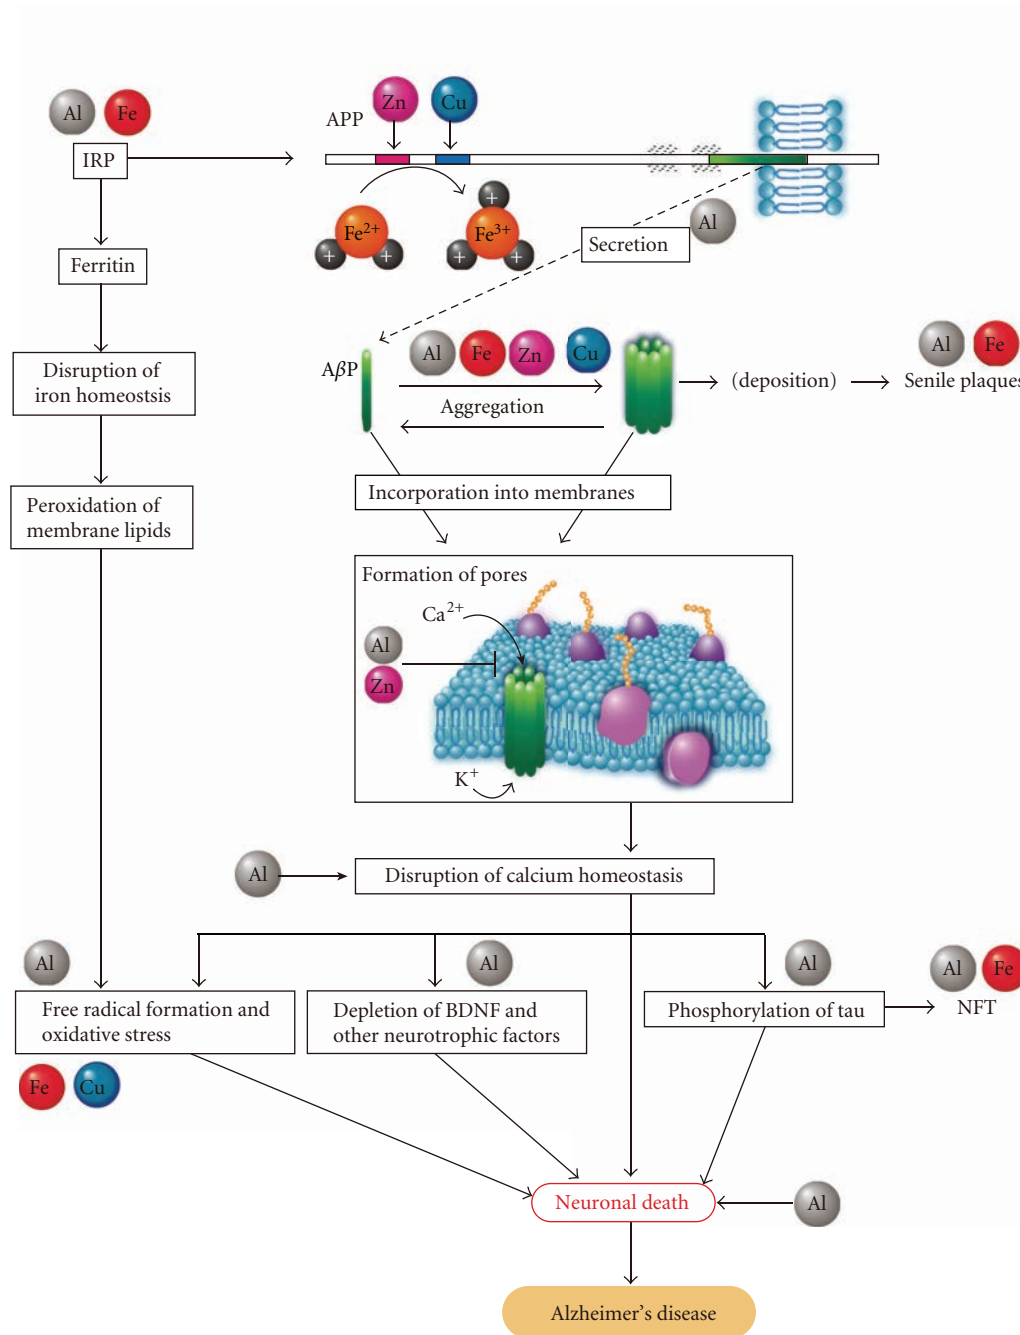 Al
Fe
Zn
Cu
APP
IRP
Fe2+
+
+
+
Fe3+
+
+
Al
Secretion
Ferritin
Al
Fe
Zn
Cu
Al
Fe
AβP
Disruption of
iron homeostsis
(deposition)
Senile plaques
Aggregation
Incorporation into membranes
Peroxidation of
membrane lipids
Formation of pores
Ca2+
Al
Zn
K+
Al
Disruption of calcium homeostasis
Al
Al
Al
Al
Fe
Free radical formation and
oxidative stress
Depletion of BDNF and
other neurotrophic factors
Phosphorylation of tau
NFT
Fe
Cu
Neuronal death
Al
Alzheimer's disease